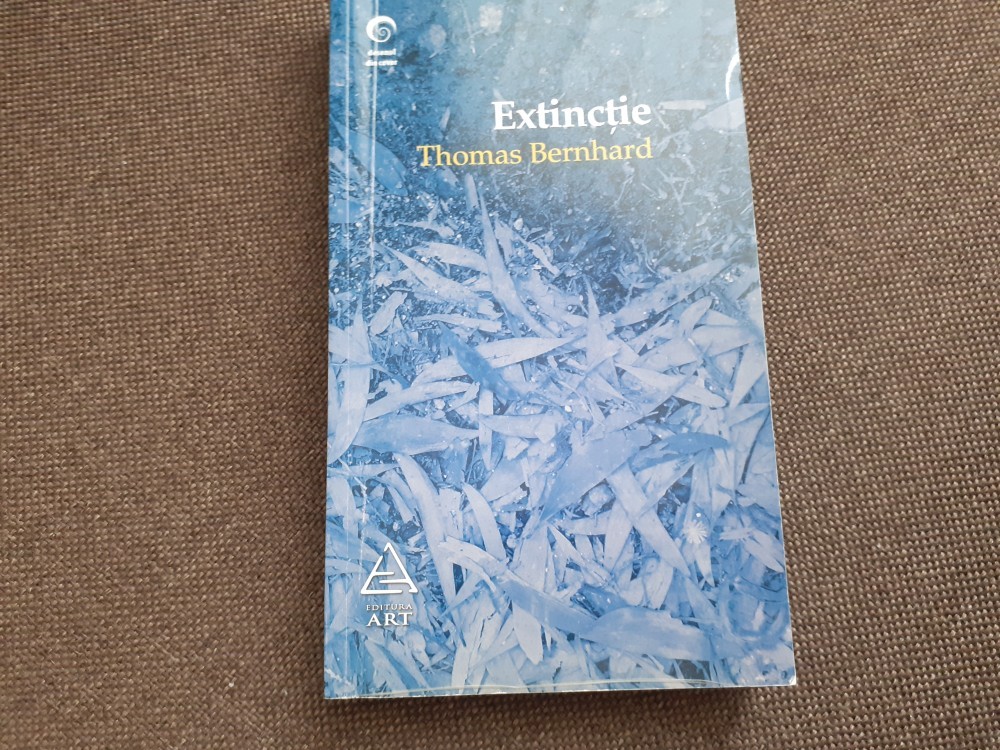 Extincție
Thomas Bernhard
EDITURA
ART